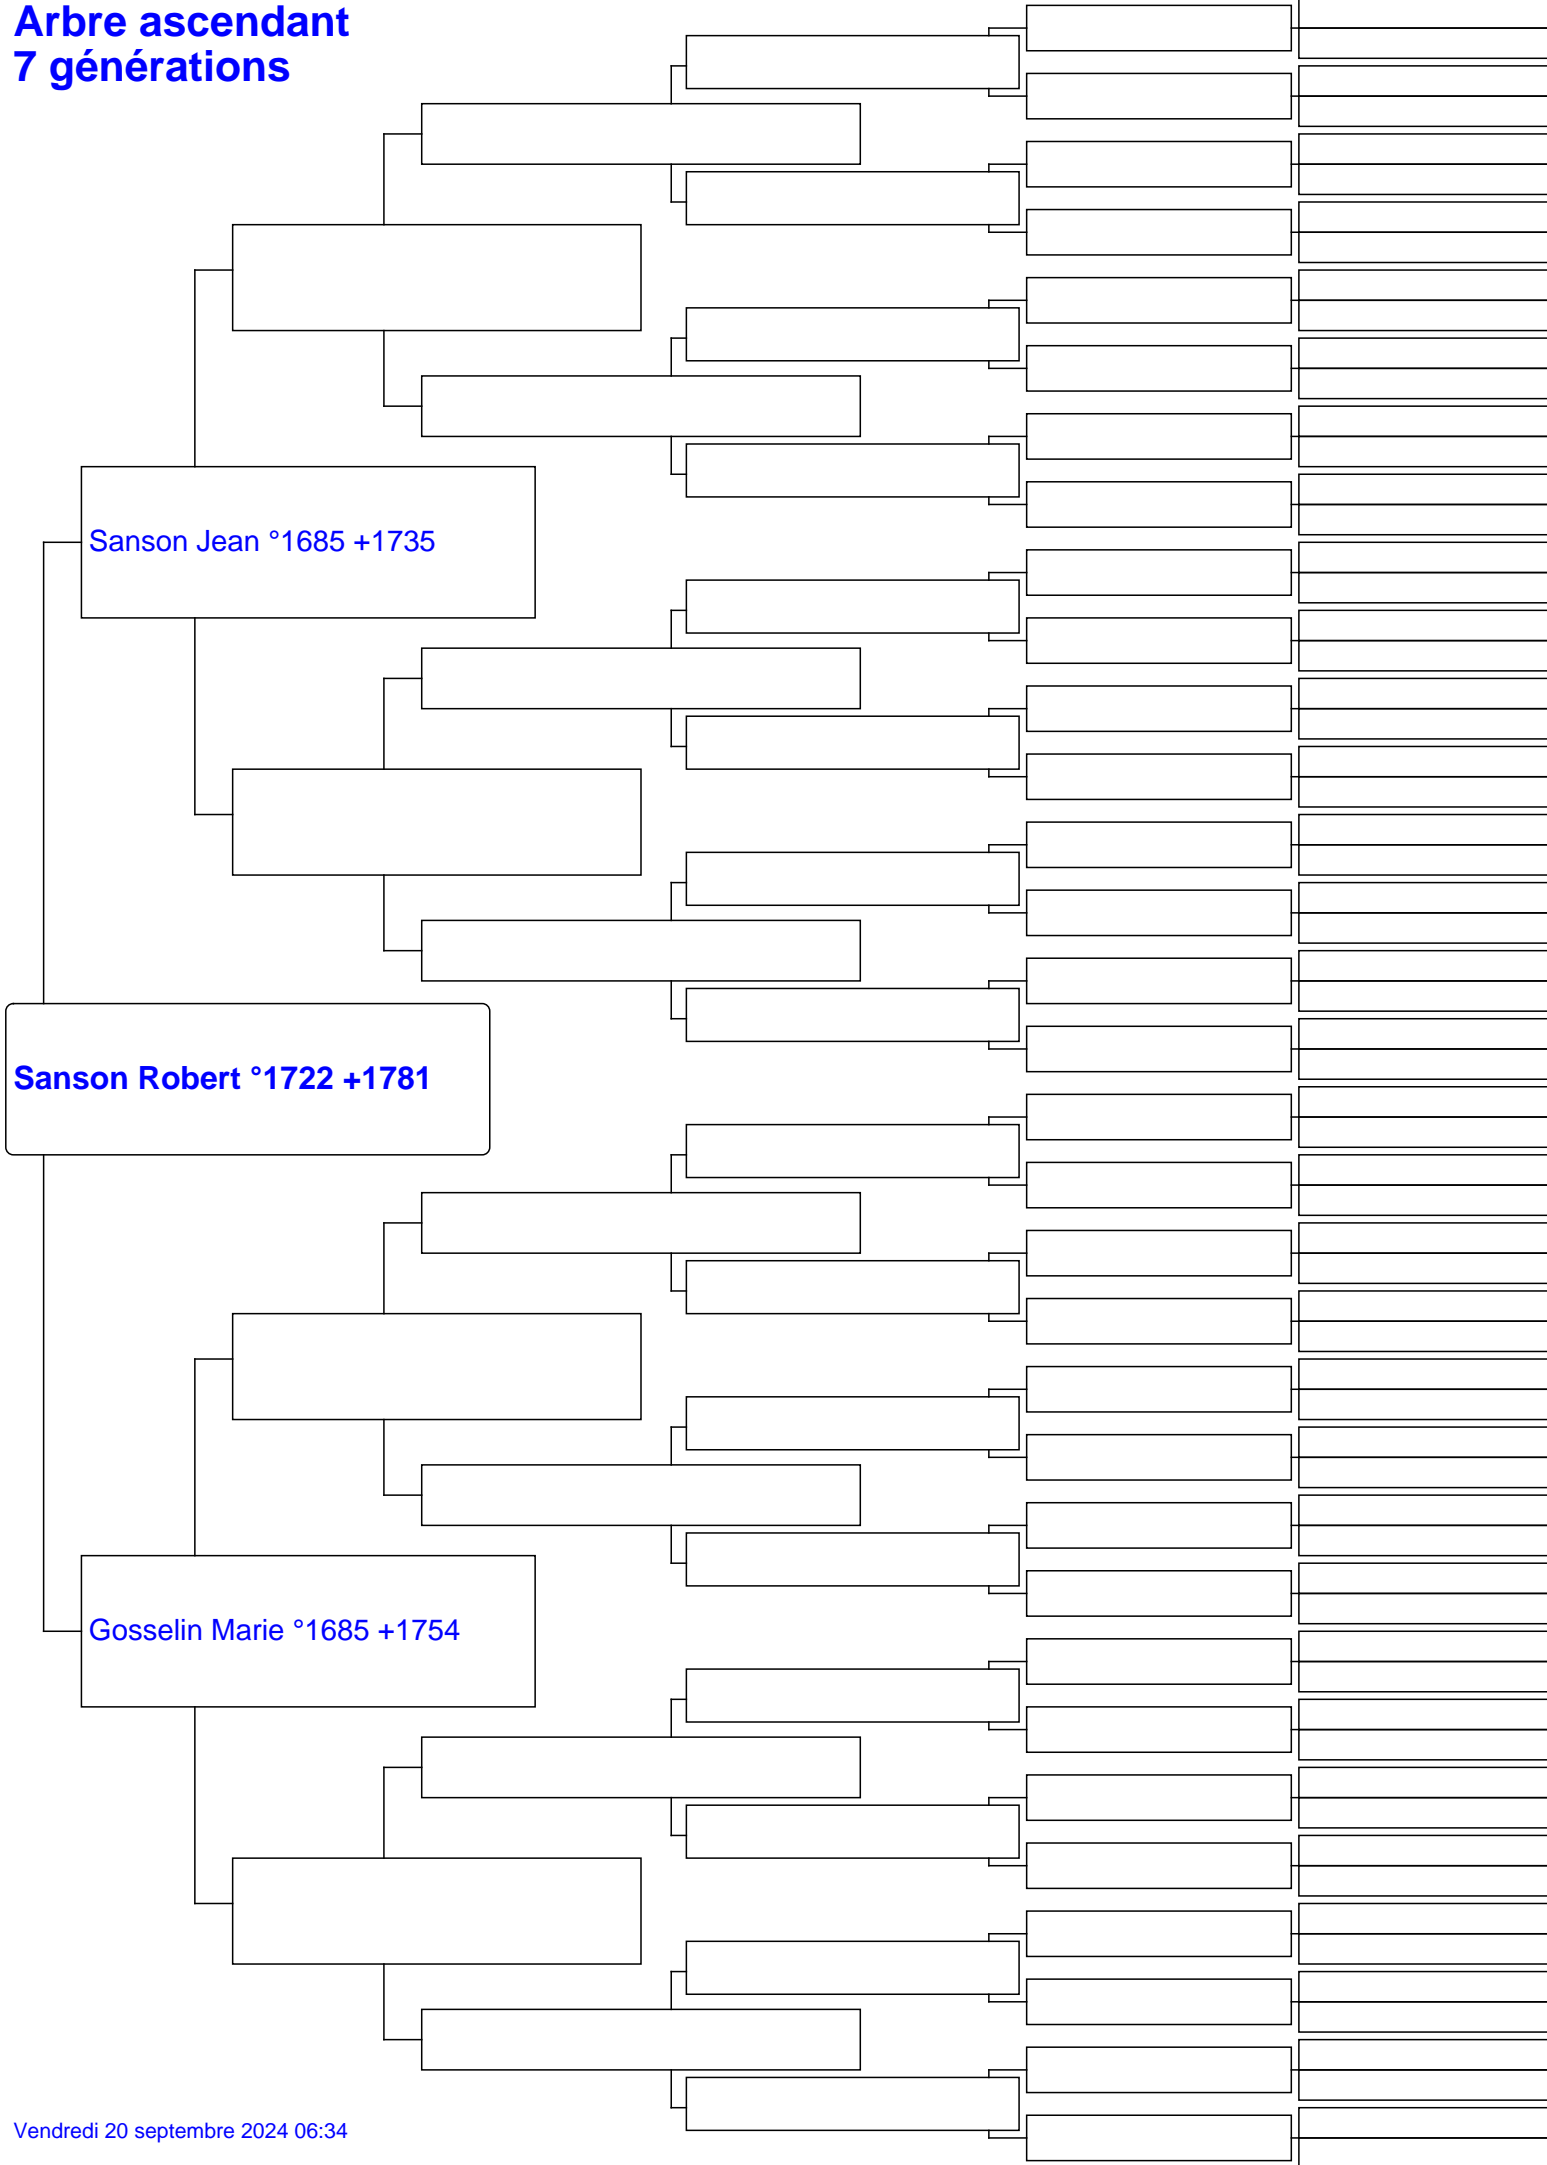 Arbre ascendant
7 générations
Sanson Jean °1685 +1735
Sanson Robert °1722 +1781
Gosselin Marie °1685 +1754
Vendredi 20 septembre 2024 06:34